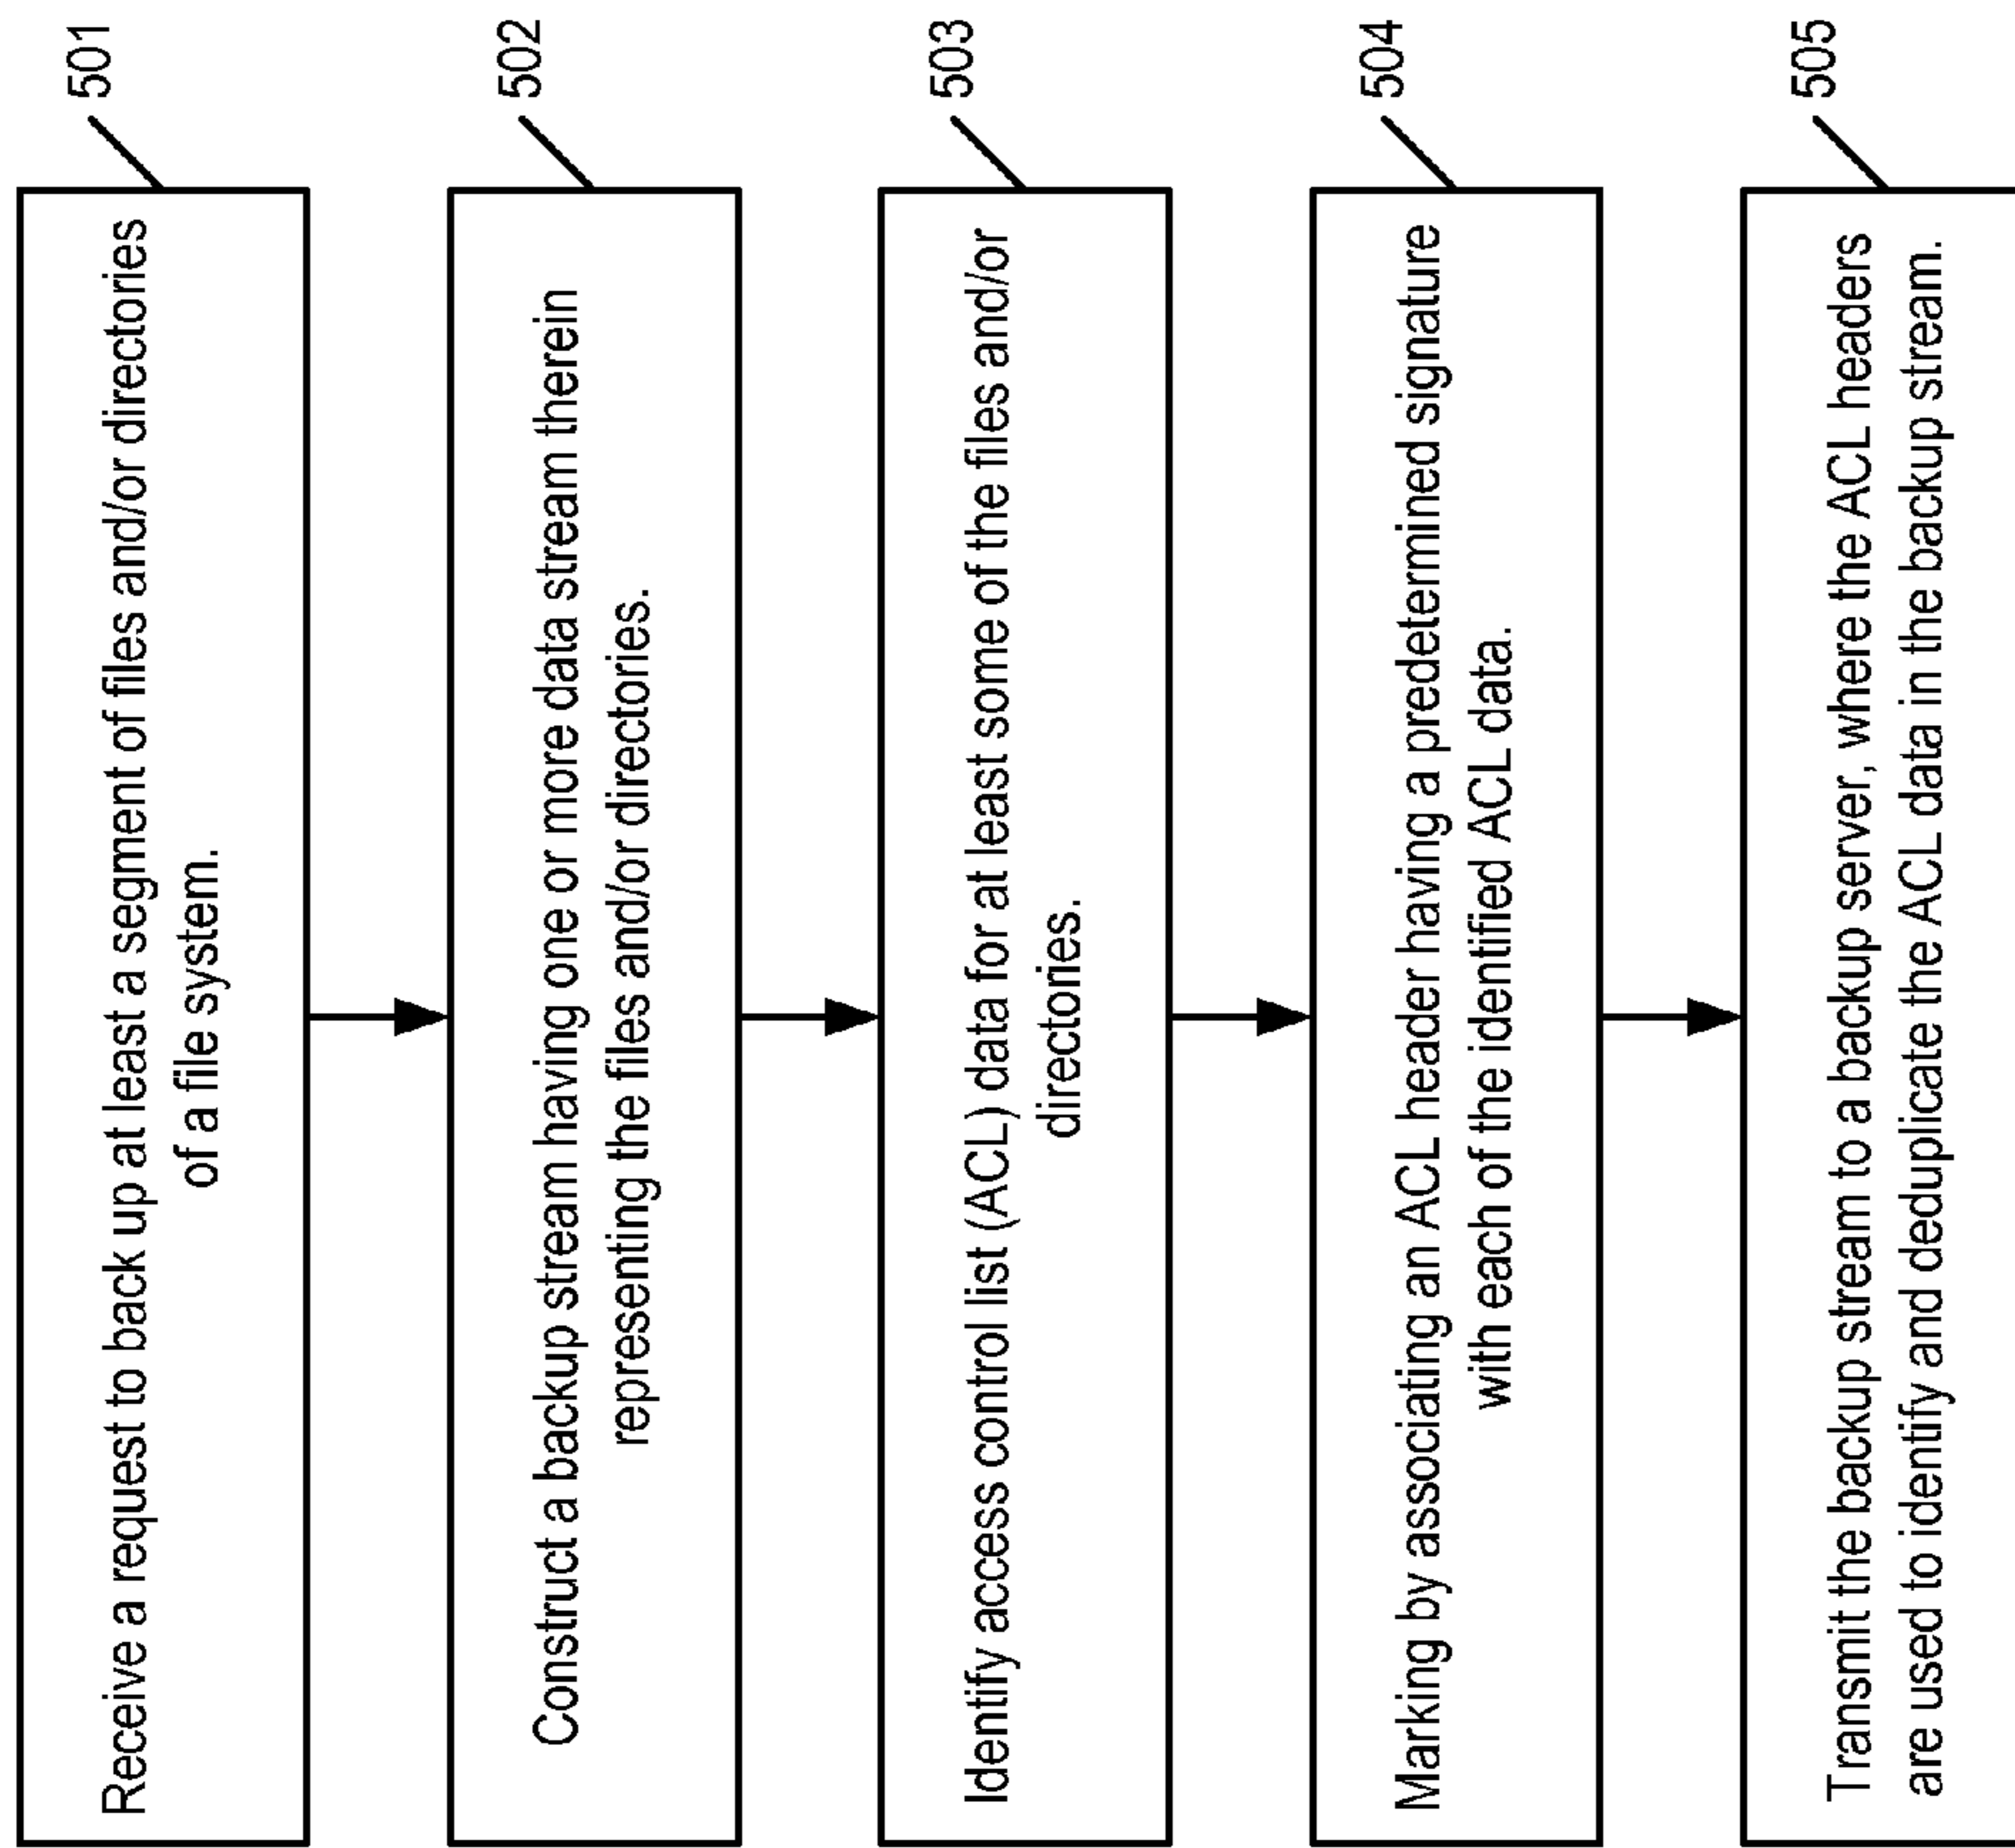 501
Receive a request to back up at least a segment of files and/or directories
of a file system.
502
Construct a backup stream having one or more data stream therein
representing the files and/or directories.
503
Identify access control list (ACL) data for at least some of the files and/or
directories.
504
Marking by associating an ACL header having a predetermined signature
with each of the identified ACL data.
505
Transmit the backup stream to a backup server, where the ACL headers
are used to identify and deduplicate the ACL data in the backup stream.